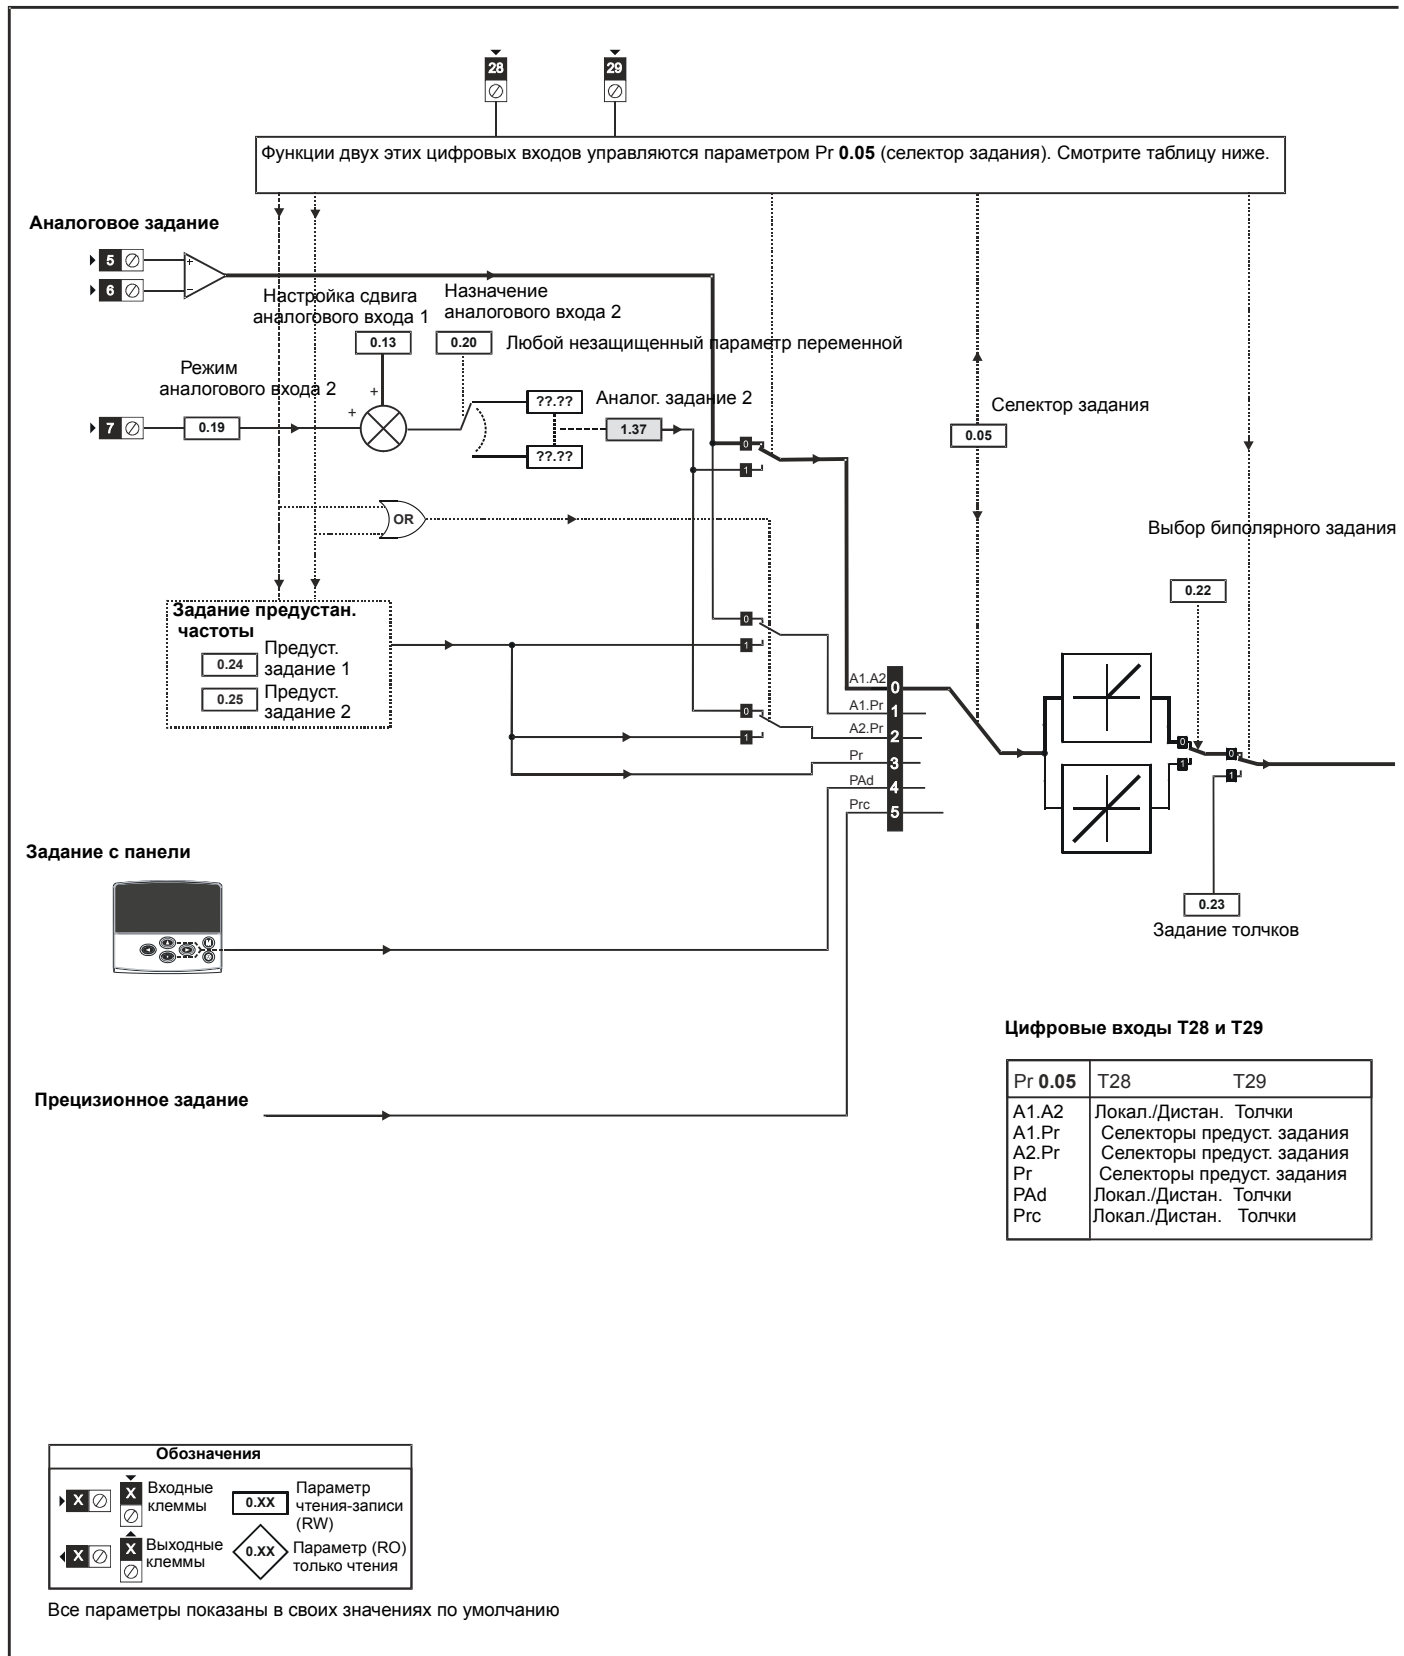 28
29
Функции двух этих цифровых входов управляются параметром Pr 0.05 (селектор задания). Смотрите таблицу ниже.
Аналоговое задание
5
+
6
−
Настройка сдвига
аналогового входа 1
Назначение
аналогового входа 2
0.13
0.20
Любой незащищенный параметр переменной
Режим
аналогового входа 2
+
+
7
0.19
??.??
??.??
Аналог. задание 2
1.37
0
1
Селектор задания
0.05
OR
Выбор биполярного задания
0.22
Задание предустан.
частоты
0.24
Предуст.
задание 1
0.25
Предуст.
задание 2
0
1
0
1
A1.A2
0
A1.Pr
1
A2.Pr
2
Pr
3
PAd
4
Prc
5
0
1
0
1
0.23
Задание толчков
Задание с панели
Прецизионное задание
Цифровые входы T28 и T29
Pr 0.05 T28 T29
A1.A2 Локал./Дистан. Толчки
A1.Pr Селекторы предуст. задания
A2.Pr Селекторы предуст. задания
Pr Селекторы предуст. задания
PAd Локал./Дистан. Толчки
Prc Локал./Дистан. Толчки
Обозначения
X
X
Входные
клеммы
0.XX
Параметр
чтения-записи
(RW)
X
X
Выходные
клеммы
0.XX
Параметр (RO)
только чтения
Все параметры показаны в своих значениях по умолчанию